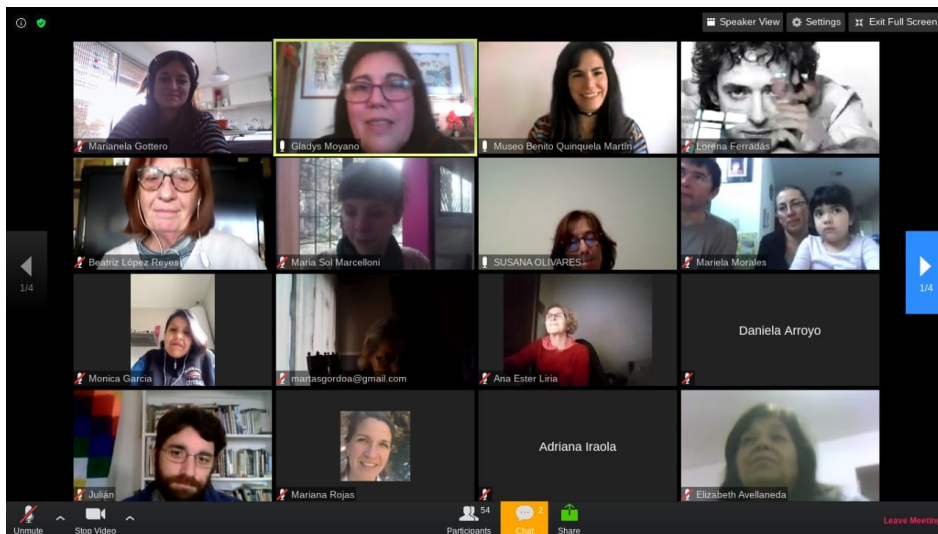 Speaker View Settings Exit Full Screen
Marianela Gottero
Gladys Moyano
Museo Benito Quinquela Martín
Lorena Ferradás
Beatriz López Reyes
Maria Sol Marcelloni
SUSANA OLIVARES
Mariela Morales
1/4
1/4
Monica Garcia
martasgordoa@gmail.com
Ana Ester Liria
Daniela Arroyo
Julián
Mariana Rojas
Adriana Iraola
Elizabeth Avellaneda
Unmute
Stop Video
54
Participants
2
Chat
Share
Leave Meeting